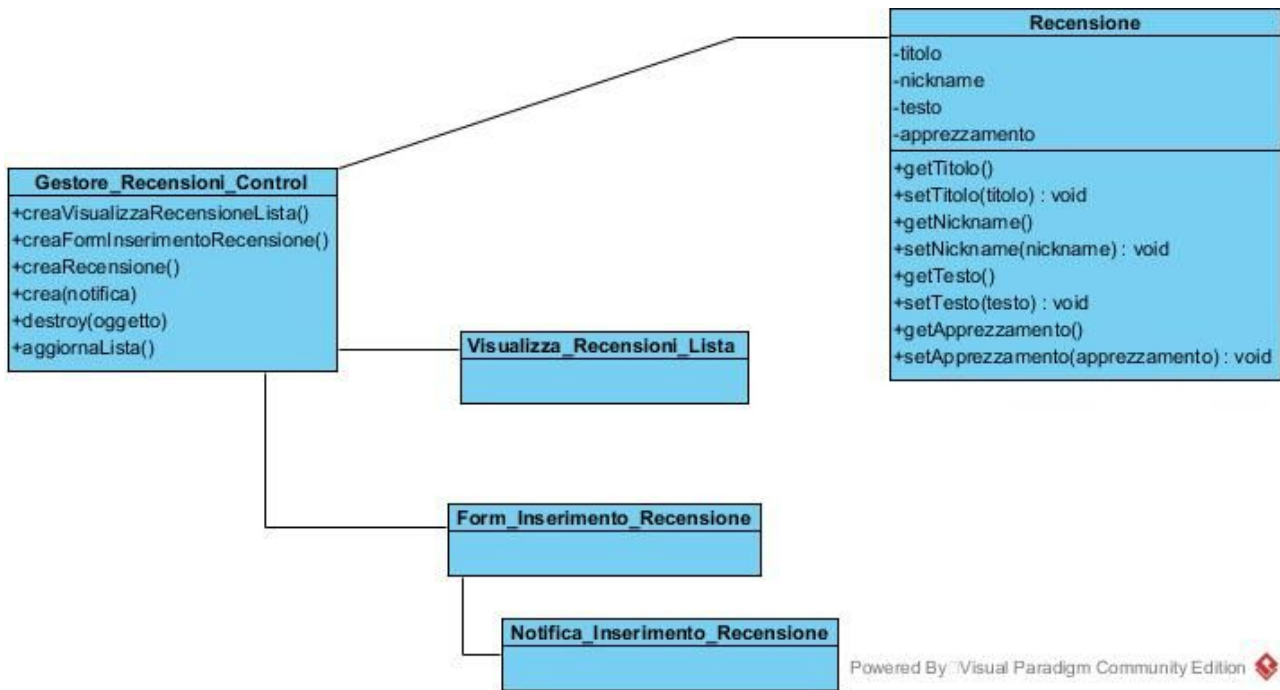 Recensione
-titolo
-nickname
-testo
-apprezzamento
+getTitolo()
+setTitolo(titolo) : void
+getNickname()
+setNickname(nickname) : void
+getTesto()
+setTesto(testo) : void
+getApprezzamento()
+setApprezzamento(apprezzamento) : void
Gestore_Recensioni_Control
+creaVisualizzaRecensioneLista()
+creaFormInserimentoRecensione()
+creaRecensione()
+crea(notifica)
+destroy(oggetto)
+aggiornaLista()
Visualizza_Recensioni_Lista
Form_Inserimento_Recensione
Notifica_Inserimento_Recensione
Powered By Visual Paradigm Community Edition